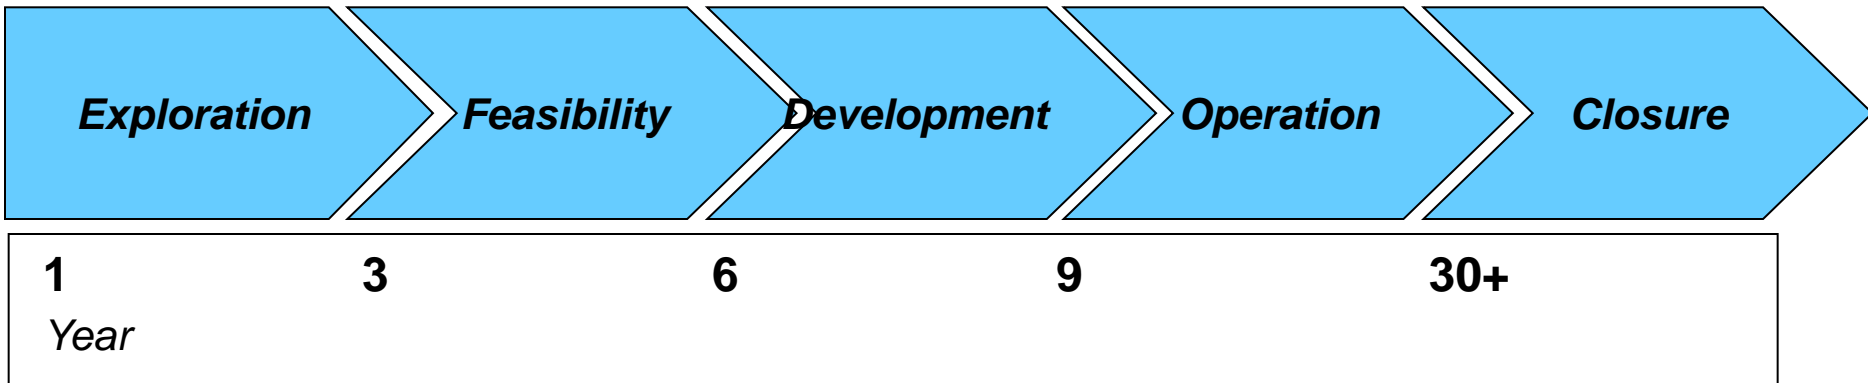 Exploration Feasibility Development Operation Closure
1 3 6 9 30+
Year